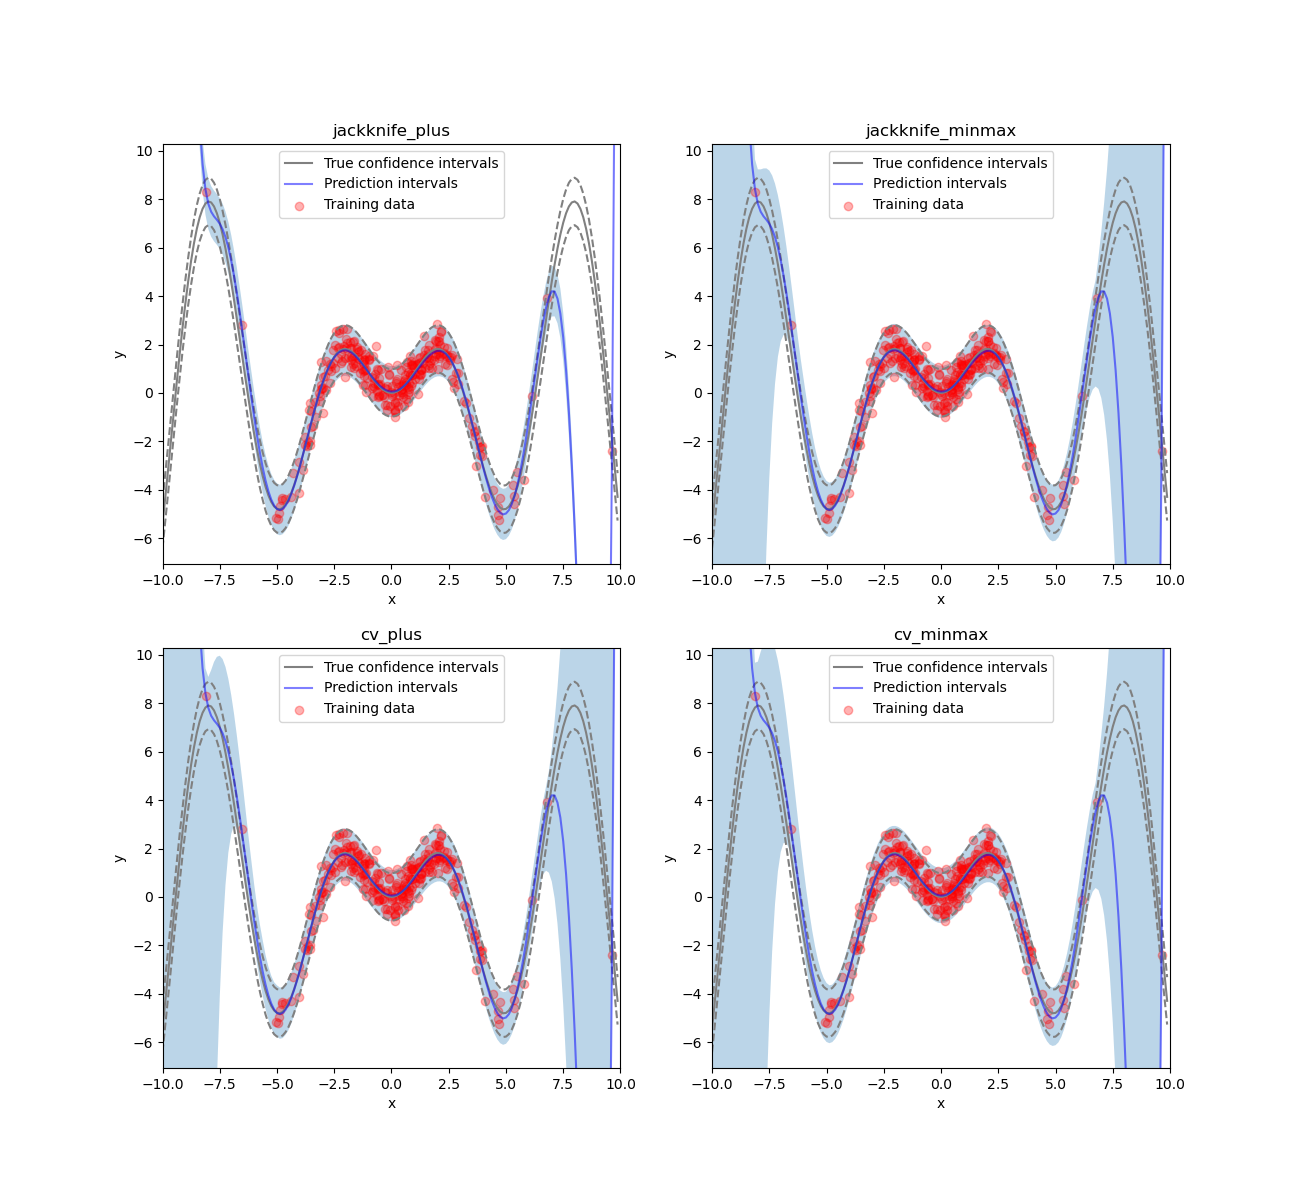 jackknife_plus
10
8
6
4
2
0
−2
−4
−6
y
True confidence intervals
Prediction intervals
Training data
−10.0 −7.5 −5.0 −2.5 0.0 2.5 5.0 7.5 10.0
x
jackknife_minmax
10
8
6
4
2
0
−2
−4
−6
y
True confidence intervals
Prediction intervals
Training data
−10.0 −7.5 −5.0 −2.5 0.0 2.5 5.0 7.5 10.0
x
cv_plus
10
8
6
4
2
0
−2
−4
−6
y
True confidence intervals
Prediction intervals
Training data
−10.0 −7.5 −5.0 −2.5 0.0 2.5 5.0 7.5 10.0
x
cv_minmax
10
8
6
4
2
0
−2
−4
−6
y
True confidence intervals
Prediction intervals
Training data
−10.0 −7.5 −5.0 −2.5 0.0 2.5 5.0 7.5 10.0
x